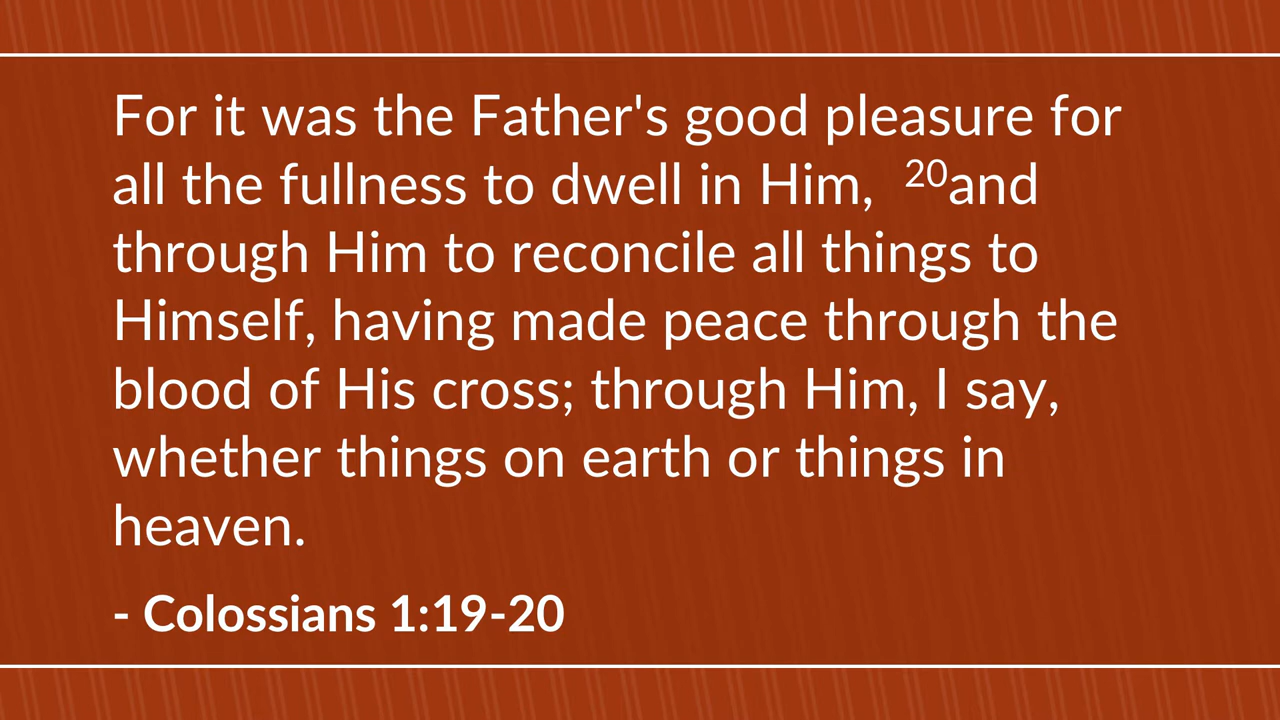 For it was the Father's good pleasure for
all the fullness to dwell in Him,  20and
through Him to reconcile all things to
Himself, having made peace through the
blood of His cross; through Him, I say,
whether things on earth or things in
heaven.
- Colossians 1:19-20